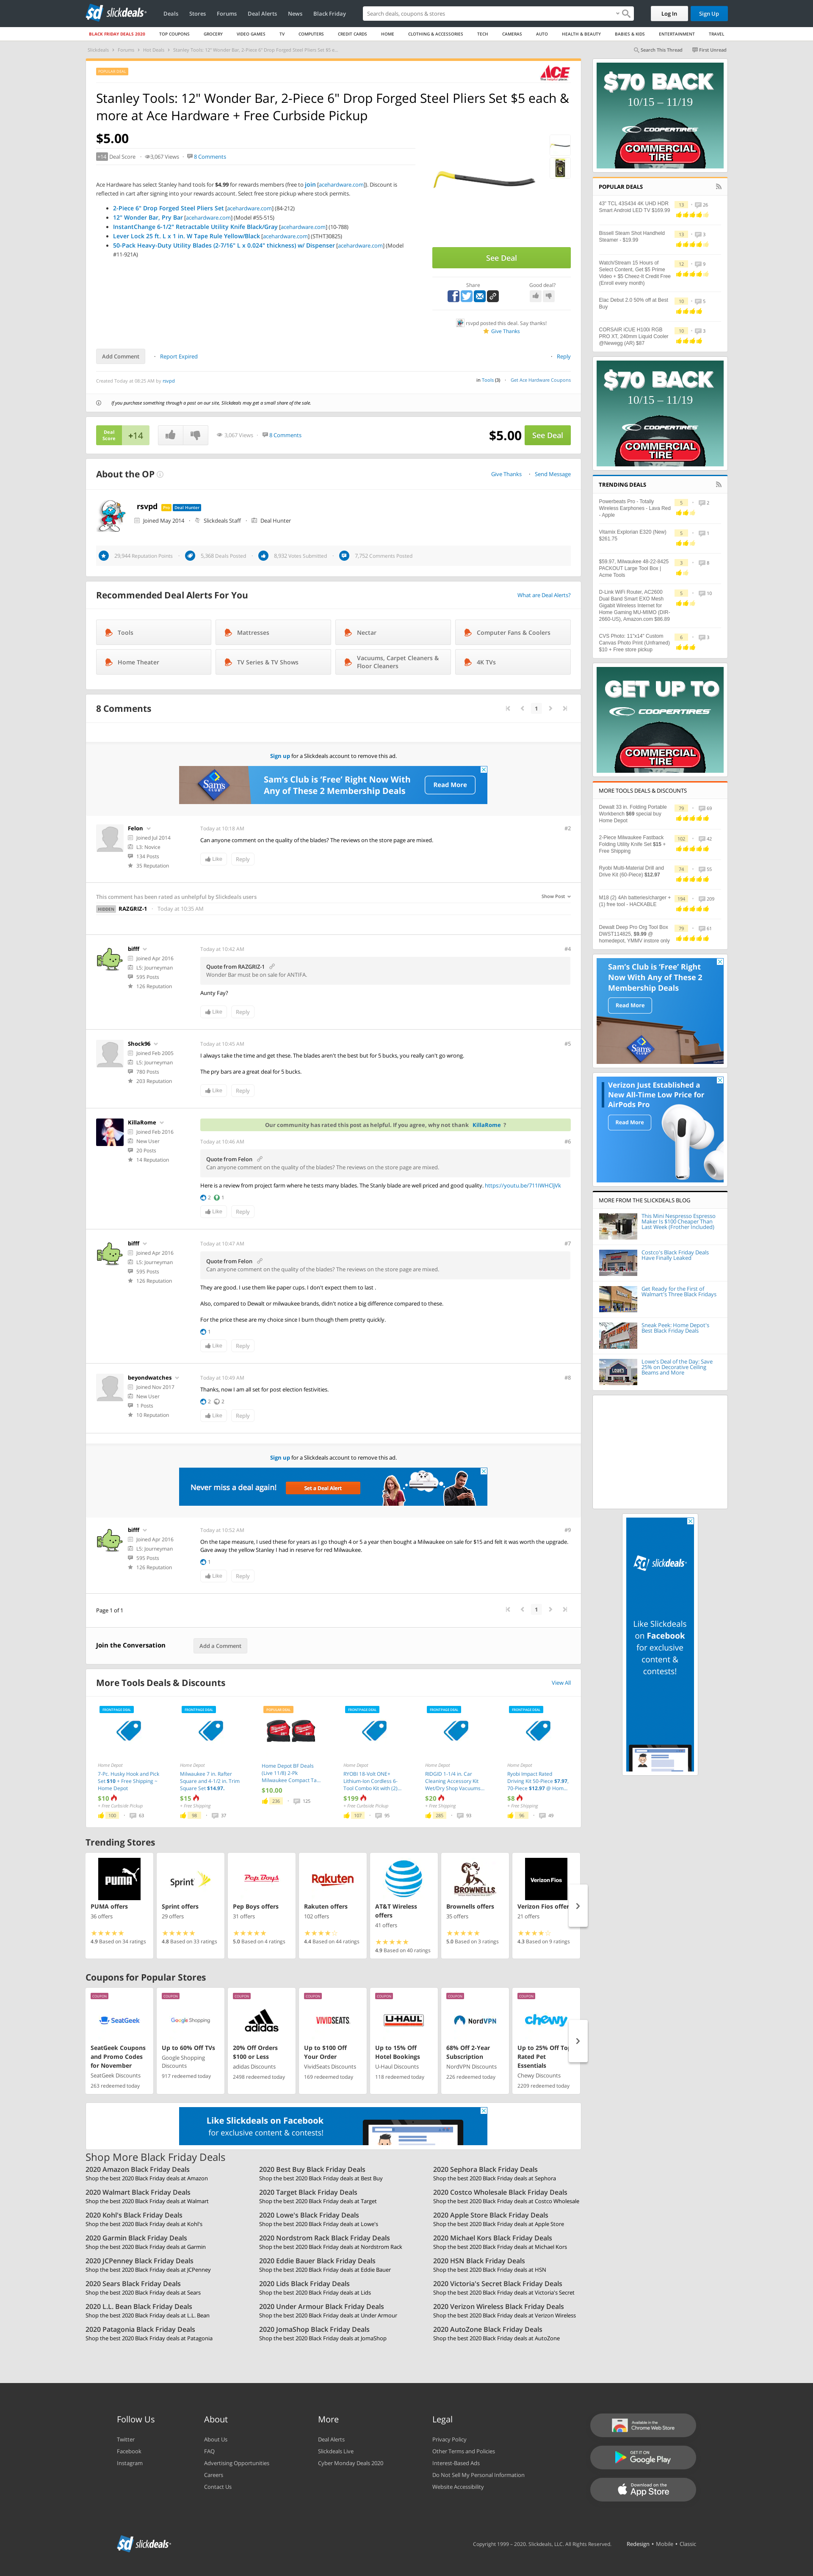 slickdeals
Deals Stores Forums Deal Alerts News Black Friday
Search deals, coupons & stores
Log In Sign Up
BLACK FRIDAY DEALS 2020 TOP COUPONS GROCERY VIDEO GAMES TV COMPUTERS CREDIT CARDS HOME CLOTHING & ACCESSORIES TECH CAMERAS AUTO HEALTH & BEAUTY BABIES & KIDS ENTERTAINMENT TRAVEL
Slickdeals Forums Hot Deals Stanley Tools: 12" Wonder Bar, 2-Piece 6" Drop Forged Steel Pliers Set $5 e...
Search This Thread First Unread
ACE
Stanley Tools: 12" Wonder Bar, 2-Piece 6" Drop Forged Steel Pliers Set $5 each &
more at Ace Hardware + Free Curbside Pickup
$5.00
+14 Deal Score 3,067 Views 8 Comments
Ace Hardware has select Stanley hand tools for $4.99 for rewards members (free to join [acehardware.com]). Discount is
reflected in cart after signing into your rewards account. Select free store pickup where stock permits.
2-Piece 6" Drop Forged Steel Pliers Set [acehardware.com] (84-212)
12" Wonder Bar, Pry Bar [acehardware.com] (Model #55-515)
InstantChange 6-1/2" Retractable Utility Knife Black/Gray [acehardware.com] (10-788)
Lever Lock 25 ft. L x 1 in. W Tape Rule Yellow/Black [acehardware.com] (STHT30825)
50-Pack Heavy-Duty Utility Blades (2-7/16" L x 0.024" thickness) w/ Dispenser [acehardware.com] (Model
#11-921A)
See Deal
Share Good deal?
rsvpd posted this deal. Say thanks!
Give Thanks
Add Comment Report Expired Reply
Created Today at 08:25 AM by rsvpd
in Tools (3) Get Ace Hardware Coupons
If you purchase something through a post on our site, Slickdeals may get a small share of the sale.
Deal
Score
+14
3,067 Views 8 Comments
$5.00 See Deal
About the OP
Give Thanks Send Message
rsvpd Pro Deal Hunter
Joined May 2014 Slickdeals Staff Deal Hunter
29,944 Reputation Points 5,368 Deals Posted 8,932 Votes Submitted 7,752 Comments Posted
Recommended Deal Alerts For You
What are Deal Alerts?
Tools Mattresses Nectar Computer Fans & Coolers
Home Theater TV Series & TV Shows Vacuums, Carpet Cleaners &
Floor Cleaners
4K TVs
8 Comments
1
Sign up for a Slickdeals account to remove this ad.
Sam's Club is 'Free' Right Now With
Any of These 2 Membership Deals
Read More
Felon
Today at 10:18 AM #2
Joined Jul 2014
L3: Novice
134 Posts
35 Reputation
Can anyone comment on the quality of the blades? The reviews on the store page are mixed.
Like Reply
This comment has been rated as unhelpful by Slickdeals users
Show Post
HIDDEN RAZGRIZ-1 Today at 10:35 AM
bifff
Today at 10:42 AM #4
Joined Apr 2016
L5: Journeyman
595 Posts
126 Reputation
Quote from RAZGRIZ-1
Wonder Bar must be on sale for ANTIFA.
Aunty Fay?
Like Reply
Shock96
Today at 10:45 AM #5
Joined Feb 2005
L5: Journeyman
780 Posts
203 Reputation
I always take the time and get these. The blades aren't the best but for 5 bucks, you really can't go wrong.
The pry bars are a great deal for 5 bucks.
Like Reply
KillaRome
Our community has rated this post as helpful. If you agree, why not thank KillaRome ?
Joined Feb 2016
New User
20 Posts
14 Reputation
Today at 10:46 AM #6
Quote from Felon
Can anyone comment on the quality of the blades? The reviews on the store page are mixed.
Here is a review from project farm where he tests many blades. The Stanly blade are well priced and good quality.
2 1
Like Reply
bifff
Today at 10:47 AM #7
Joined Apr 2016
L5: Journeyman
595 Posts
126 Reputation
Quote from Felon
Can anyone comment on the quality of the blades? The reviews on the store page are mixed.
They are good. I use them like paper cups. I don't expect them to last .
Also, compared to Dewalt or milwaukee brands, didn't notice a big difference compared to these.
For the price these are my choice since I burn though them pretty quickly.
1
Like Reply
beyondwatches
Today at 10:49 AM #8
Joined Nov 2017
New User
1 Posts
10 Reputation
Thanks, now I am all set for post election festivities.
2 2
Like Reply
Sign up for a Slickdeals account to remove this ad.
Never miss a deal again! Set a Deal Alert
bifff
Today at 10:52 AM #9
Joined Apr 2016
L5: Journeyman
595 Posts
126 Reputation
On the tape measure, I used these for years as I go though 4 or 5 a year then bought a Milwaukee on sale for $15 and felt it was worth the upgrade.
Gave away the yellow Stanley I had in reserve for red Milwaukee.
1
Like Reply
Page 1 of 1
1
Join the Conversation Add a Comment
More Tools Deals & Discounts
View All
FRONTPAGE DEAL
Home Depot
7-Pc. Husky Hook and Pick
Set $10 + Free Shipping ~
Home Depot
$10
+ Free Curbside Pickup
100 63
FRONTPAGE DEAL
Home Depot
Milwaukee 7 in. Rafter
Square and 4-1/2 in. Trim
Square Set $14.97.
$15
+ Free Shipping
98 37
Home Depot BF Deals
(Live 11/8) 2-Pk
Milwaukee Compact Ta...
$10.00
236 125
FRONTPAGE DEAL
Home Depot
RYOBI 18-Volt ONE+
Lithium-Ion Cordless 6-
Tool Combo Kit with (2)...
$199
+ Free Curbside Pickup
107 95
FRONTPAGE DEAL
Home Depot
RIDGID 1-1/4 in. Car
Cleaning Accessory Kit
Wet/Dry Shop Vacuums...
$20
+ Free Shipping
285 93
FRONTPAGE DEAL
Home Depot
Ryobi Impact Rated
Driving Kit 50-Piece $7.97,
70-Piece $12.97 @ Hom...
$8
+ Free Shipping
96 49
Trending Stores
PUMA
PUMA offers
36 offers
4.9 Based on 34 ratings
Sprint
Sprint offers
29 offers
4.8 Based on 33 ratings
Pep Boys
Pep Boys offers
31 offers
5.0 Based on 4 ratings
Rakuten
Rakuten offers
102 offers
4.4 Based on 44 ratings
AT&T
AT&T Wireless
offers
41 offers
4.9 Based on 40 ratings
BROWNELLS
Brownells offers
35 offers
5.0 Based on 3 ratings
Verizon Fios
Verizon Fios offer
21 offers
4.3 Based on 9 ratings
Coupons for Popular Stores
COUPON
SeatGeek
SeatGeek Coupons
and Promo Codes
for November
SeatGeek Discounts
263 redeemed today
COUPON
Google Shopping
Up to 60% Off TVs
Google Shopping
Discounts
917 redeemed today
COUPON
adidas
20% Off Orders
$100 or Less
adidas Discounts
2498 redeemed today
COUPON
VIVIDSEATS
Up to $100 Off
Your Order
VividSeats Discounts
169 redeemed today
COUPON
U-HAUL
Up to 15% Off
Hotel Bookings
U-Haul Discounts
118 redeemed today
COUPON
NordVPN
68% Off 2-Year
Subscription
NordVPN Discounts
226 redeemed today
COUPON
chewy
Up to 25% Off To
Rated Pet
Essentials
Chewy Discounts
2209 redeemed today
Like Slickdeals on Facebook
for exclusive content & contests!
Shop More Black Friday Deals
2020 Amazon Black Friday Deals
Shop the best 2020 Black Friday deals at Amazon
2020 Best Buy Black Friday Deals
Shop the best 2020 Black Friday deals at Best Buy
2020 Sephora Black Friday Deals
Shop the best 2020 Black Friday deals at Sephora
2020 Walmart Black Friday Deals
Shop the best 2020 Black Friday deals at Walmart
2020 Target Black Friday Deals
Shop the best 2020 Black Friday deals at Target
2020 Costco Wholesale Black Friday Deals
Shop the best 2020 Black Friday deals at Costco Wholesale
2020 Kohl's Black Friday Deals
Shop the best 2020 Black Friday deals at Kohl's
2020 Lowe's Black Friday Deals
Shop the best 2020 Black Friday deals at Lowe's
2020 Apple Store Black Friday Deals
Shop the best 2020 Black Friday deals at Apple Store
2020 Garmin Black Friday Deals
Shop the best 2020 Black Friday deals at Garmin
2020 Nordstrom Rack Black Friday Deals
Shop the best 2020 Black Friday deals at Nordstrom Rack
2020 Michael Kors Black Friday Deals
Shop the best 2020 Black Friday deals at Michael Kors
2020 JCPenney Black Friday Deals
Shop the best 2020 Black Friday deals at JCPenney
2020 Eddie Bauer Black Friday Deals
Shop the best 2020 Black Friday deals at Eddie Bauer
2020 HSN Black Friday Deals
Shop the best 2020 Black Friday deals at HSN
2020 Sears Black Friday Deals
Shop the best 2020 Black Friday deals at Sears
2020 Lids Black Friday Deals
Shop the best 2020 Black Friday deals at Lids
2020 Victoria's Secret Black Friday Deals
Shop the best 2020 Black Friday deals at Victoria's Secret
2020 L.L. Bean Black Friday Deals
Shop the best 2020 Black Friday deals at L.L. Bean
2020 Under Armour Black Friday Deals
Shop the best 2020 Black Friday deals at Under Armour
2020 Verizon Wireless Black Friday Deals
Shop the best 2020 Black Friday deals at Verizon Wireless
2020 Patagonia Black Friday Deals
Shop the best 2020 Black Friday deals at Patagonia
2020 JomaShop Black Friday Deals
Shop the best 2020 Black Friday deals at JomaShop
2020 AutoZone Black Friday Deals
Shop the best 2020 Black Friday deals at AutoZone
$70 BACK
10/15 – 11/19
COOPERTIRES
COMMERCIAL
TIRE
POPULAR DEALS
43" TCL 43S434 4K UHD HDR
Smart Android LED TV $169.99
13 26
Bissell Steam Shot Handheld
Steamer - $19.99
13 3
Watch/Stream 15 Hours of
Select Content, Get $5 Prime
Video + $5 Cheez-It Credit Free
(Enroll every month)
12 9
Elac Debut 2.0 50% off at Best
Buy
10 5
CORSAIR iCUE H100i RGB
PRO XT, 240mm Liquid Cooler
@Newegg (AR) $87
10 3
$70 BACK
10/15 – 11/19
COOPERTIRES
COMMERCIAL
TIRE
TRENDING DEALS
Powerbeats Pro - Totally
Wireless Earphones - Lava Red
- Apple
5 2
Vitamix Explorian E320 (New)
$261.75
5 1
$59.97, Milwaukee 48-22-8425
PACKOUT Large Tool Box |
Acme Tools
3 8
D-Link WiFi Router, AC2600
Dual Band Smart EXO Mesh
Gigabit Wireless Internet for
Home Gaming MU-MIMO (DIR-
2660-US), Amazon.com $86.89
5 10
CVS Photo: 11"x14" Custom
Canvas Photo Print (Unframed)
$10 + Free store pickup
6 3
GET UP TO
COOPERTIRES
COMMERCIAL
TIRE
MORE TOOLS DEALS & DISCOUNTS
Dewalt 33 in. Folding Portable
Workbench $69 special buy
Home Depot
79 69
2-Piece Milwaukee Fastback
Folding Utility Knife Set $15 +
Free Shipping
102 42
Ryobi Multi-Material Drill and
Drive Kit (60-Piece) $12.97
74 55
M18 (2) 4Ah batteries/charger +
(1) free tool - HACKABLE
194 209
Dewalt Deep Pro Org Tool Box
DWST114825, $9.99 @
homedepot, YMMV instore only
79 61
Sam's Club is 'Free' Right
Now With Any of These 2
Membership Deals
Read More
Verizon Just Established a
New All-Time Low Price for
AirPods Pro
Read More
MORE FROM THE SLICKDEALS BLOG
This Mini Nespresso Espresso
Maker Is $100 Cheaper Than
Last Week (Frother Included)
Costco's Black Friday Deals
Have Finally Leaked
Get Ready for the First of
Walmart's Three Black Fridays
Sneak Peek: Home Depot's
Best Black Friday Deals
Lowe's Deal of the Day: Save
25% on Decorative Ceiling
Beams and More
slickdeals
Like Slickdeals
on Facebook
for exclusive
content &
contests!
Follow Us
Twitter
Facebook
Instagram
About
About Us
FAQ
Advertising Opportunities
Careers
Contact Us
More
Deal Alerts
Slickdeals Live
Cyber Monday Deals 2020
Legal
Privacy Policy
Other Terms and Policies
Interest-Based Ads
Do Not Sell My Personal Information
Website Accessibility
Available in the
Chrome Web Store
GET IT ON
Google Play
Download on the
App Store
slickdeals
Copyright 1999 – 2020. Slickdeals, LLC. All Rights Reserved. Redesign • Mobile • Classic